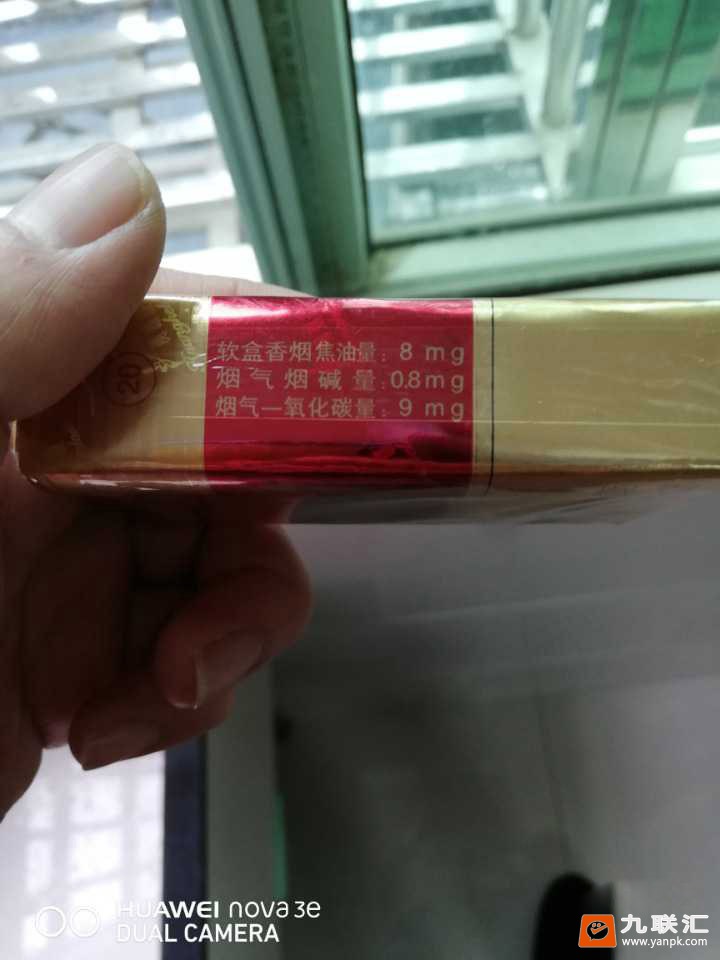 20
软盒香烟焦油量：8 mg
烟气烟碱量：0.8mg
烟气一氧化碳量：9 mg
HUAWEI nova 3e
DUAL CAMERA
九联汇
www.yanpk.com